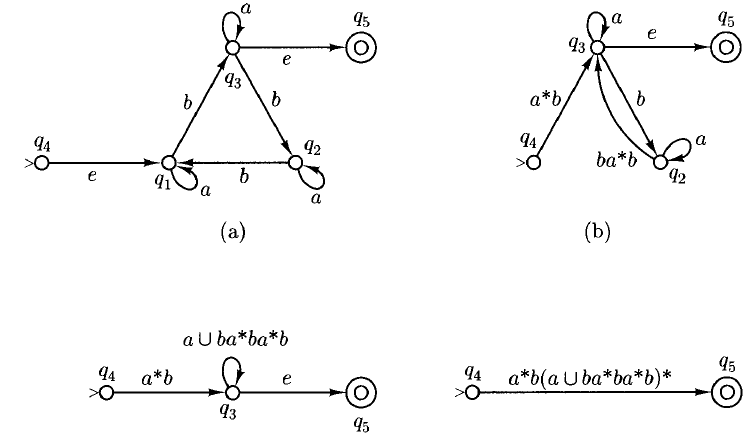 a
q5
q3
e
b
b
q4
>
e
q1
a
b
q2
a
(a)
a
q5
q3
e
a*b
b
q4
>
ba*b
a
q2
(b)
a ∪ ba*ba*b
q4
>
a*b
q3
e
q5
q4
>
a*b(a ∪ ba*ba*b)*
q5